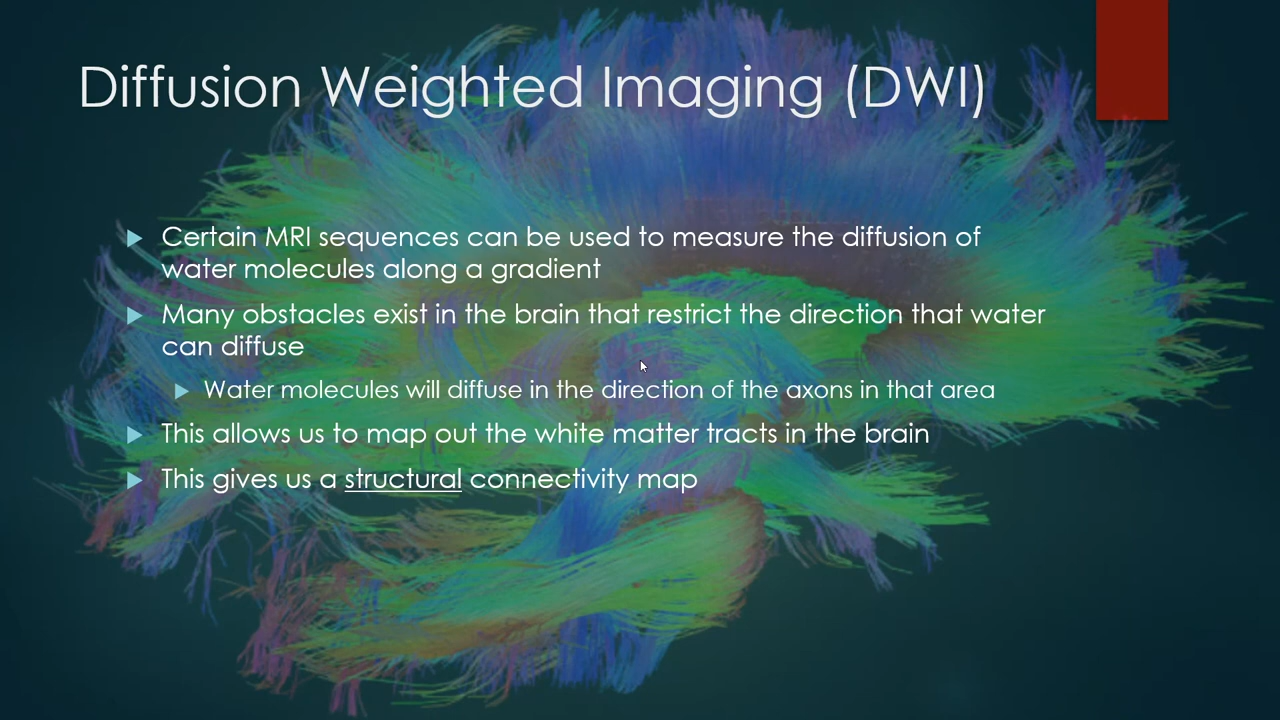 Diffusion Weighted Imaging (DWI)
Certain MRI sequences can be used to measure the diffusion of
water molecules along a gradient
Many obstacles exist in the brain that restrict the direction that water
can diffuse
Water molecules will diffuse in the direction of the axons in that area
This allows us to map out the white matter tracts in the brain
This gives us a structural connectivity map